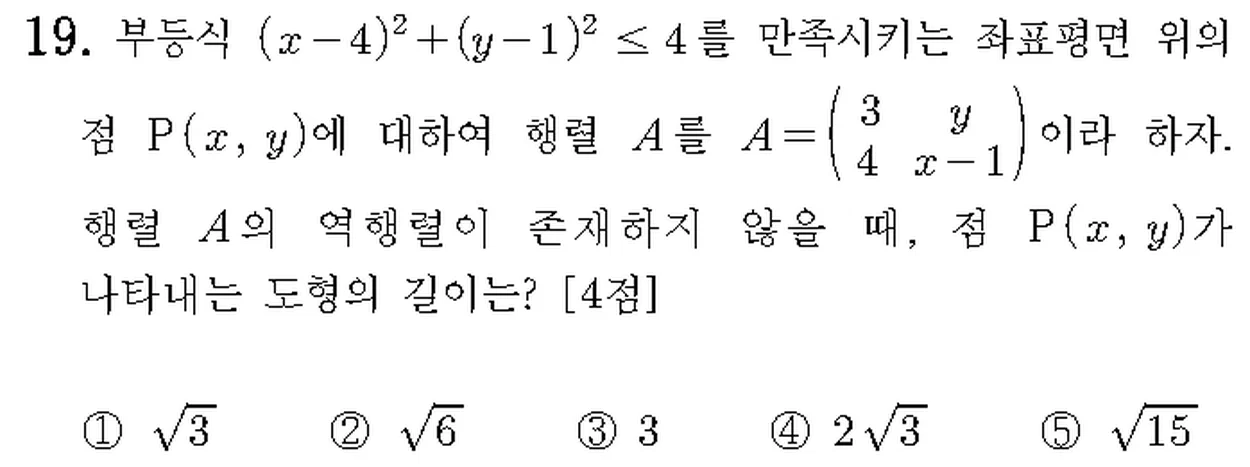 19. 부등식 (x-4)²+(y-1)² ≤ 4를 만족시키는 좌표평면 위의
점 P(x, y)에 대하여 행렬 A를 A=(3 y / 4 x-1)이라 하자.
행렬 A의 역행렬이 존재하지 않을 때, 점 P(x, y)가
나타내는 도형의 길이는? [4점]
① √3 ② √6 ③ 3 ④ 2√3 ⑤ √15